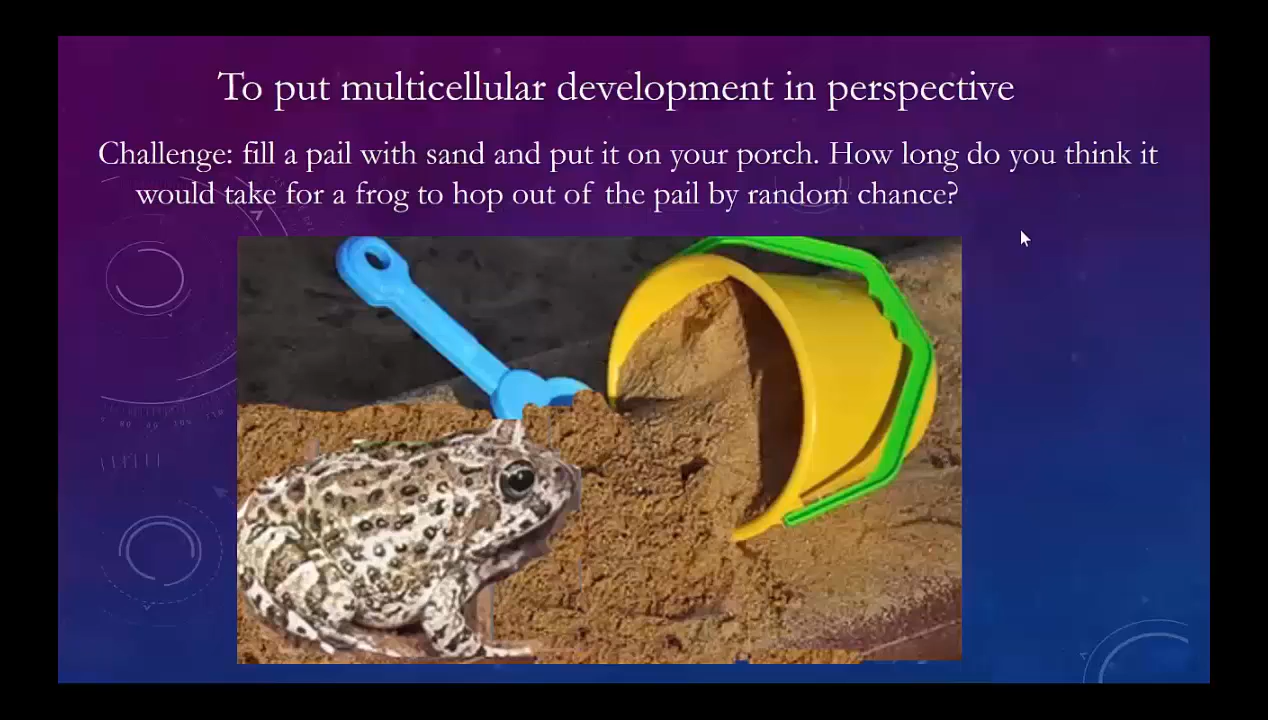 To put multicellular development in perspective
Challenge: fill a pail with sand and put it on your porch. How long do you think it
would take for a frog to hop out of the pail by random chance?